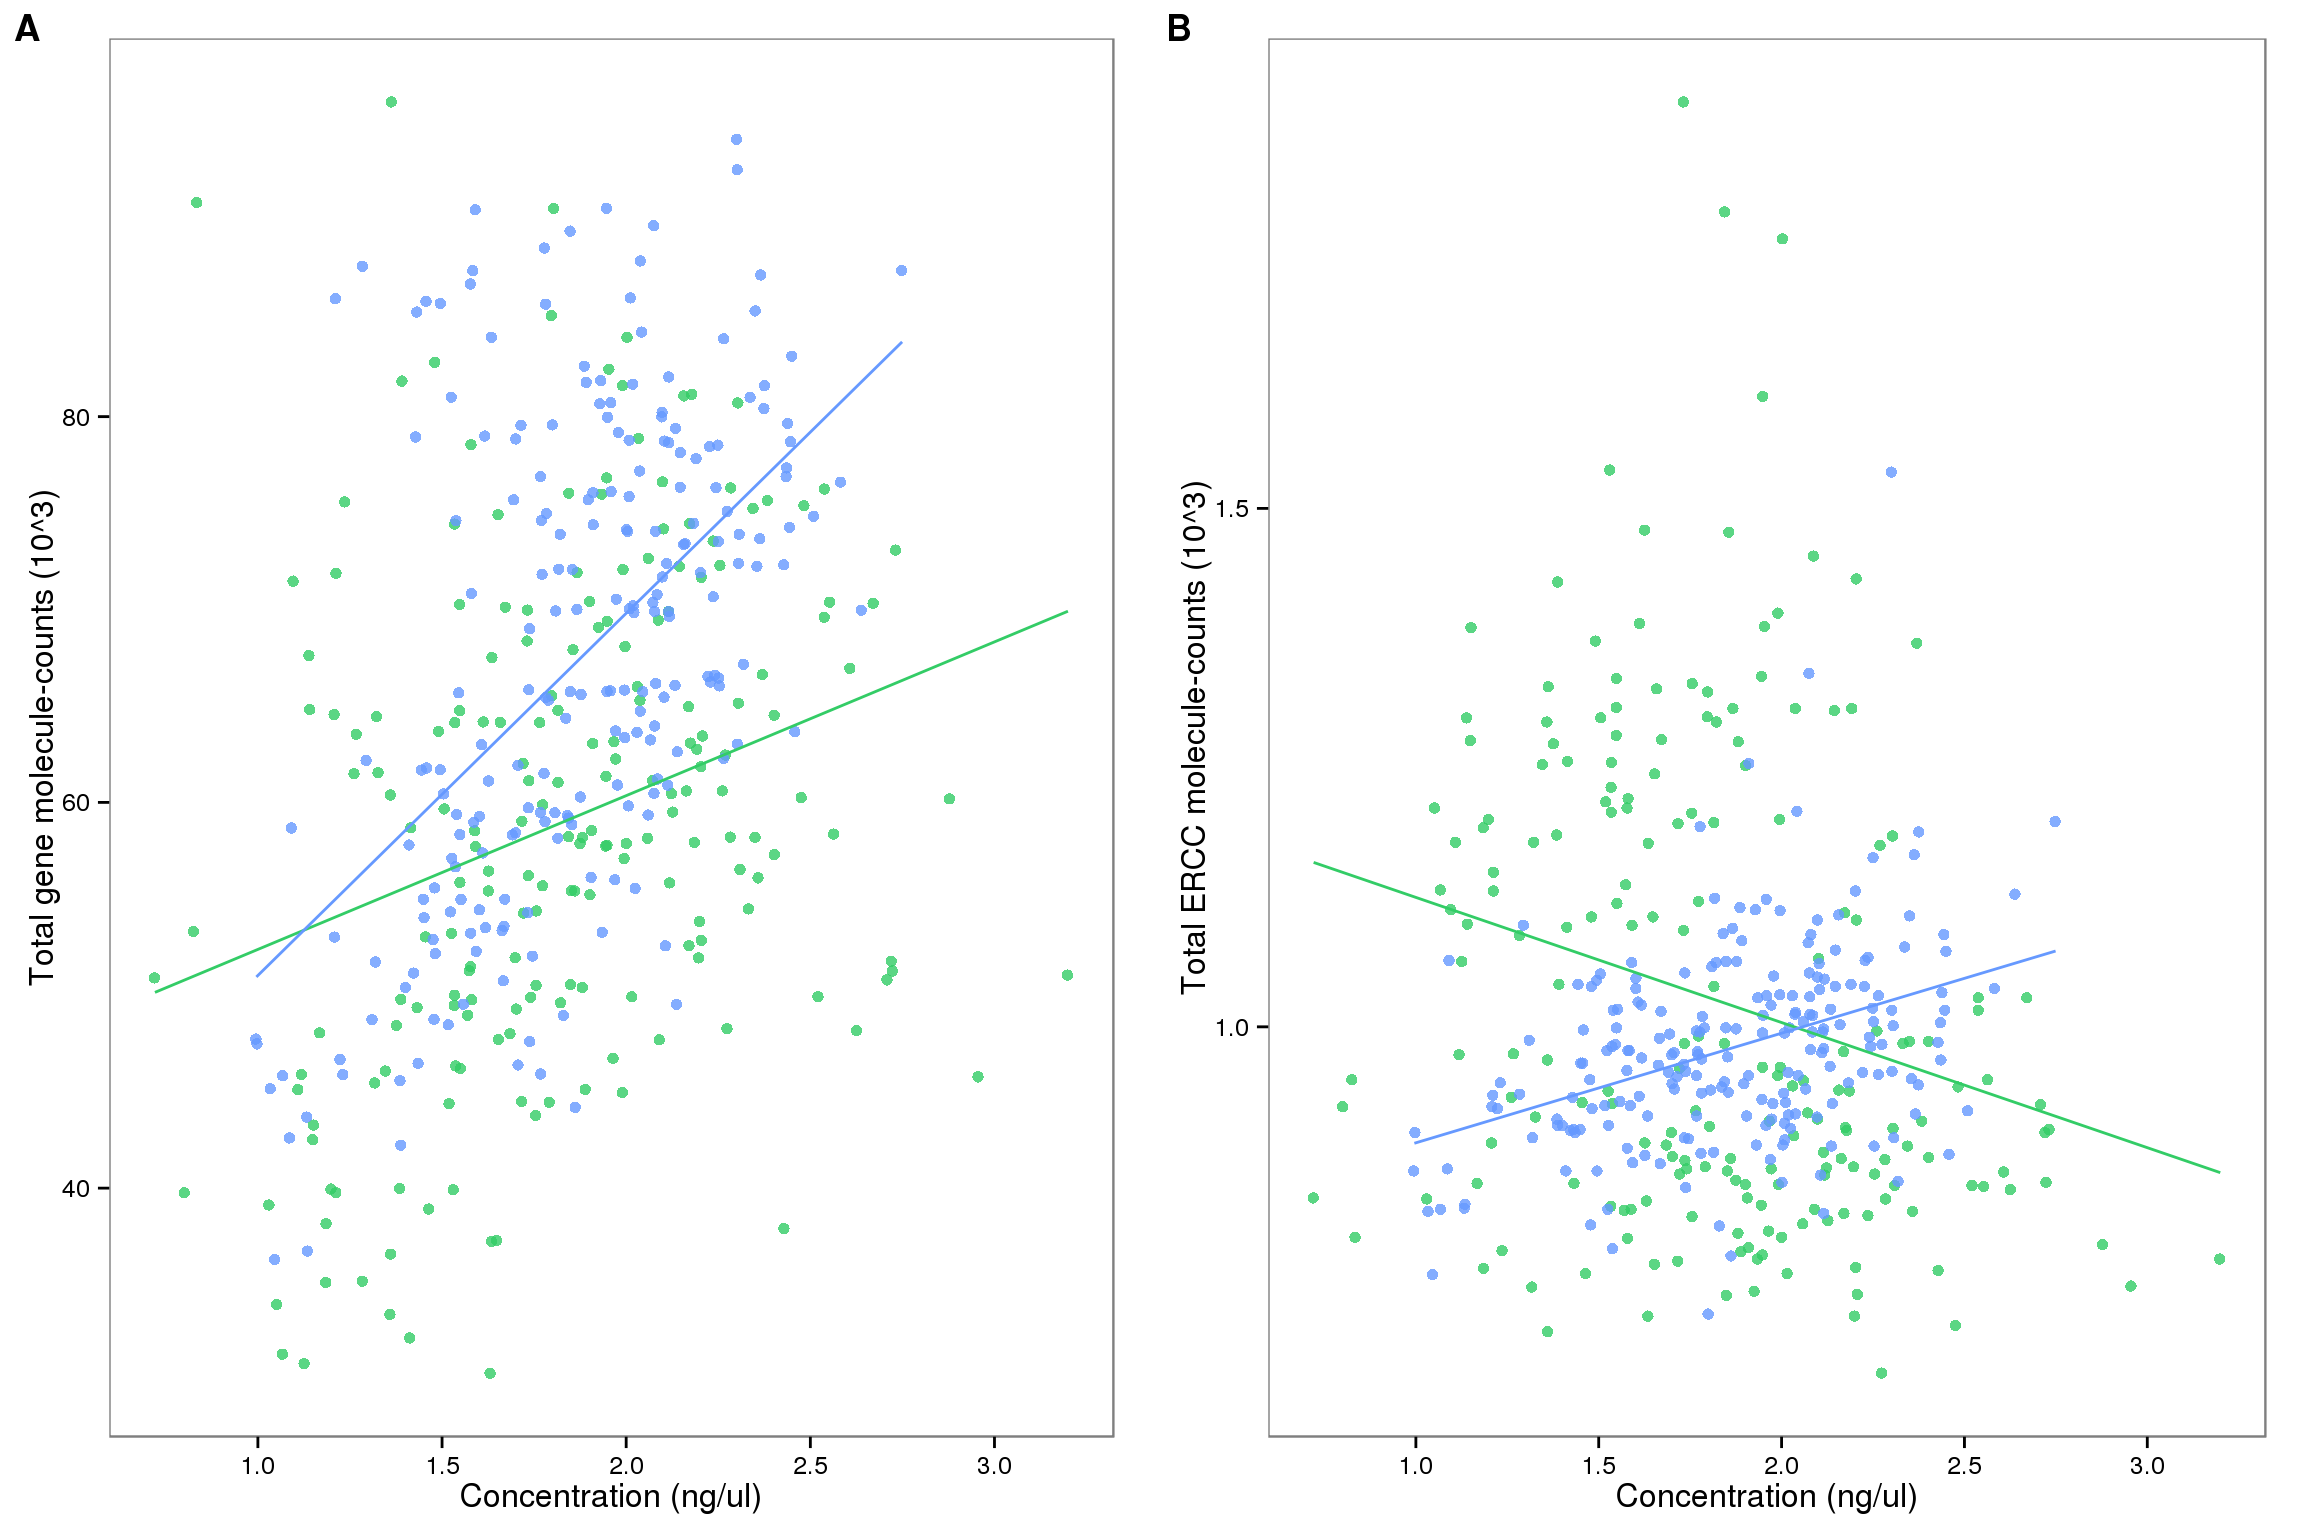 A
Total gene molecule-counts (10^3)
80
60
40
1.0 1.5 2.0 2.5 3.0
Concentration (ng/ul)
B
Total ERCC molecule-counts (10^3)
1.5
1.0
1.0 1.5 2.0 2.5 3.0
Concentration (ng/ul)